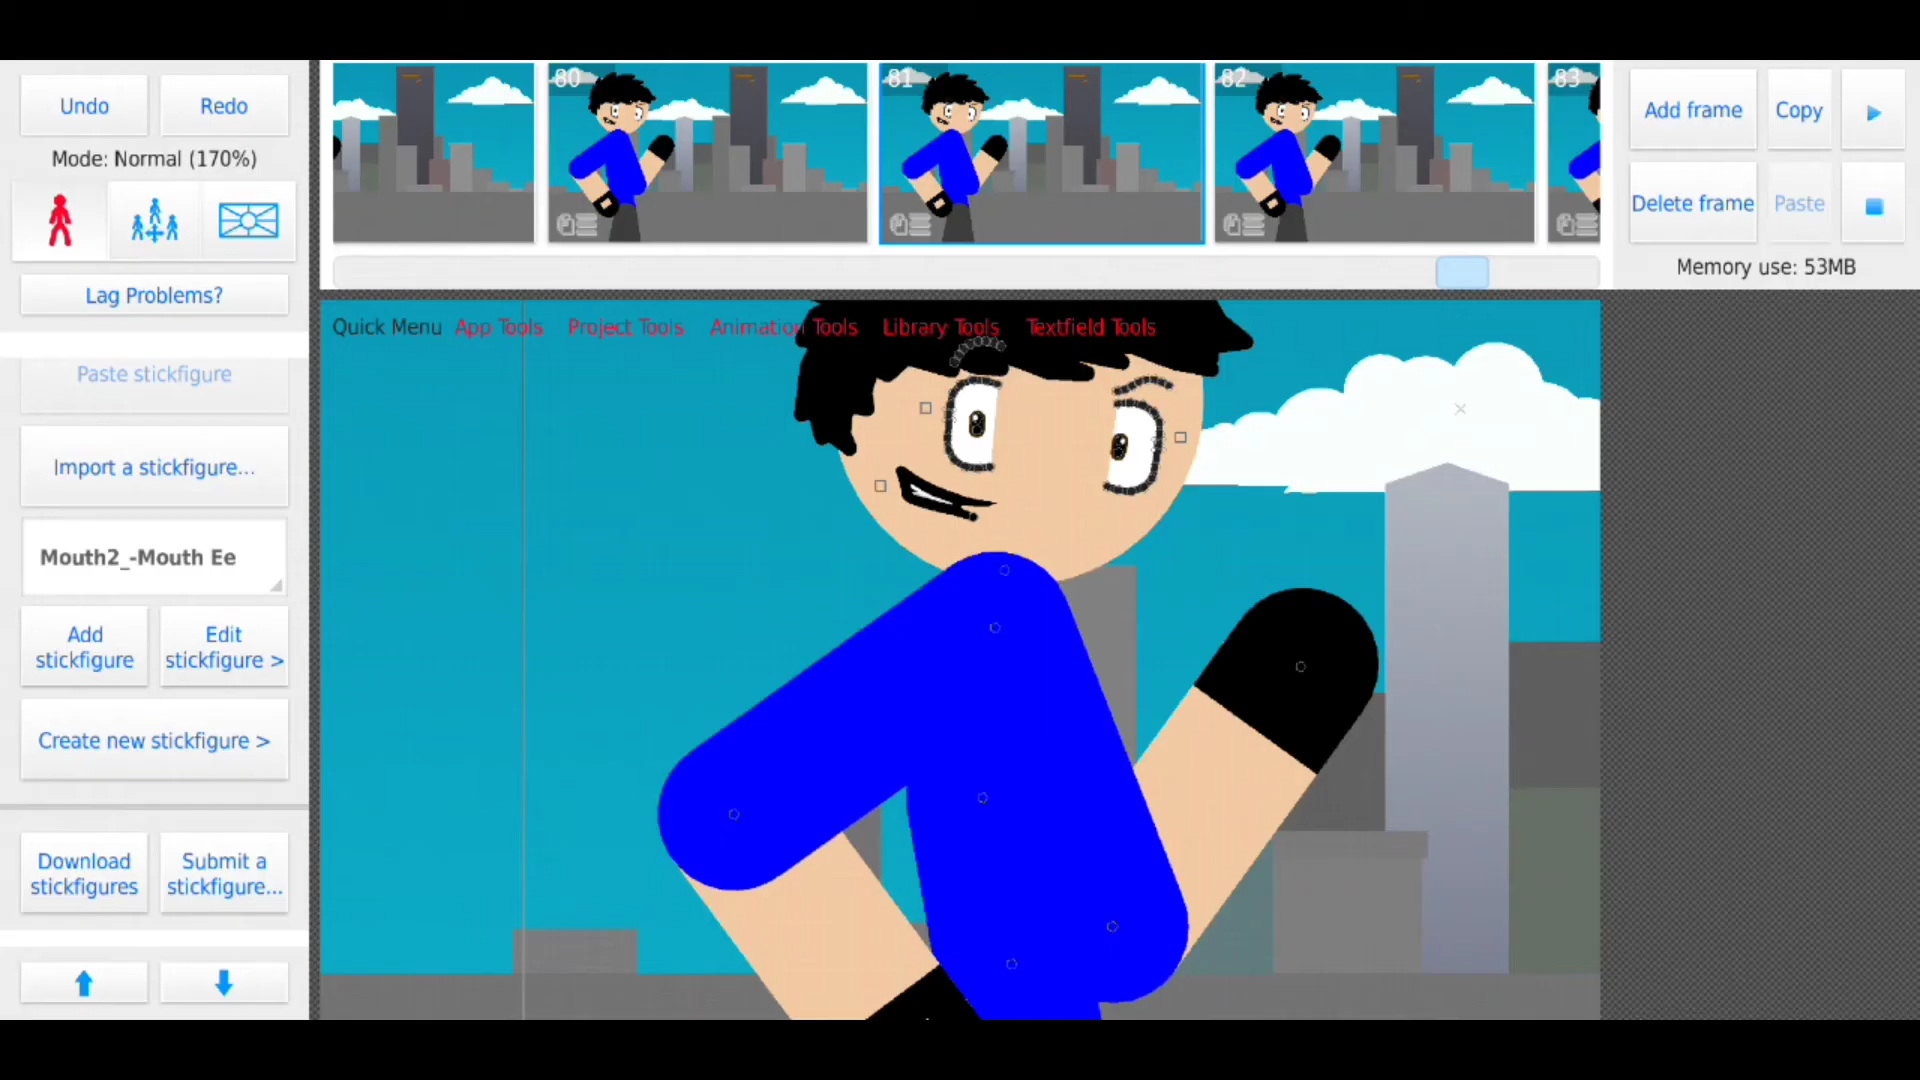 Undo
Redo
Mode: Normal (170%)
Lag Problems?
Paste stickfigure
Import a stickfigure...
Mouth2_-Mouth Ee
Add
stickfigure
Edit
stickfigure >
Create new stickfigure >
Download
stickfigures
Submit a
stickfigure...
80
81
82
83
Add frame
Copy
Delete frame
Paste
Memory use: 53MB
Quick Menu App Tools Project Tools Animation Tools Library Tools Textfield Tools